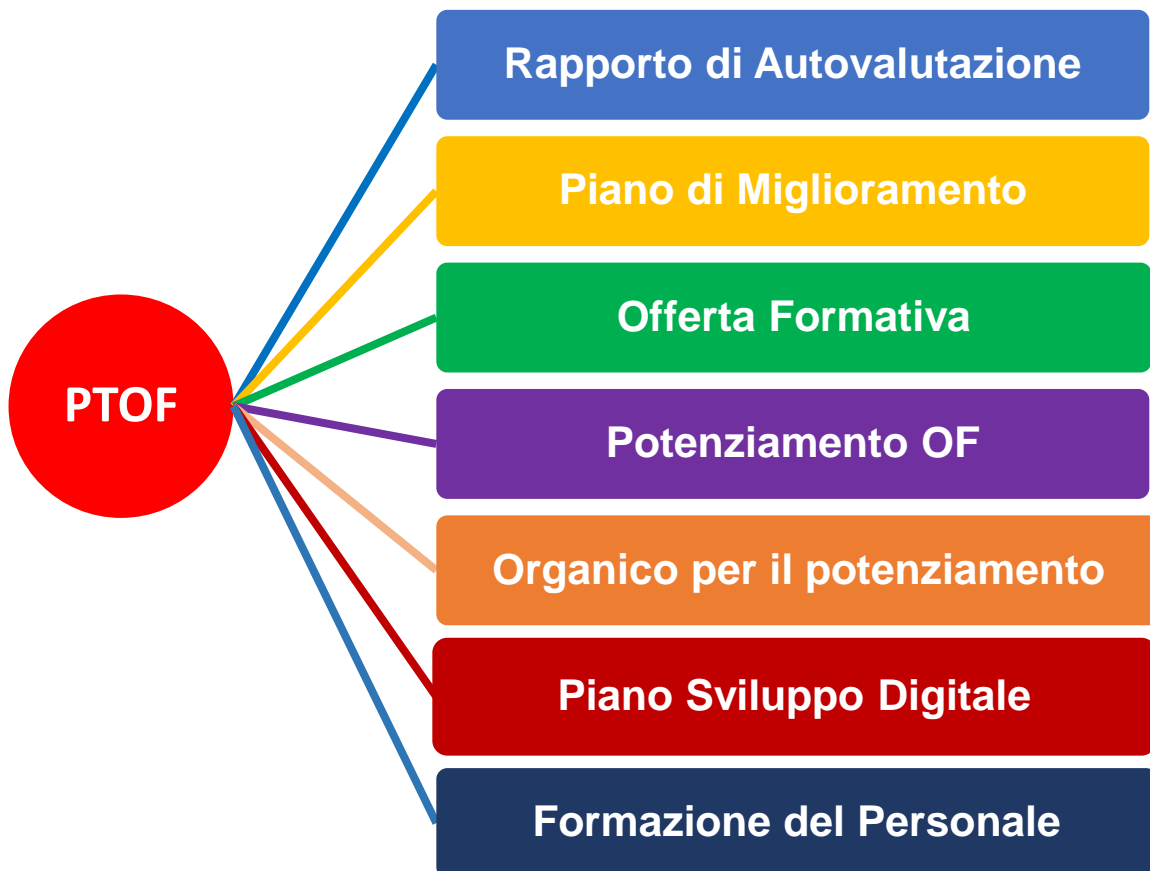 Rapporto di Autovalutazione
Piano di Miglioramento
Offerta Formativa
PTOF
Potenziamento OF
Organico per il potenziamento
Piano Sviluppo Digitale
Formazione del Personale